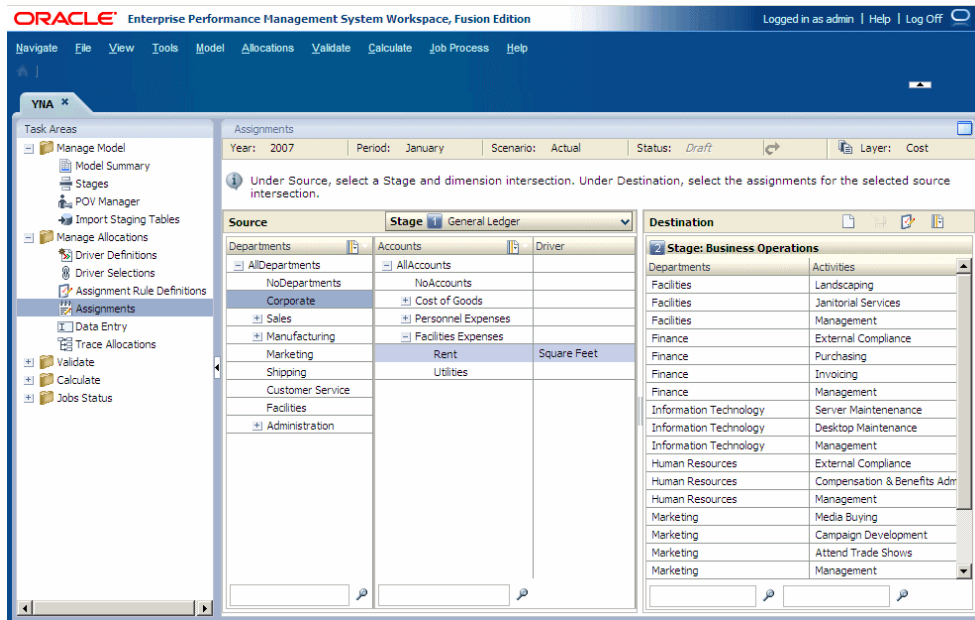 ORACLE Enterprise Performance Management System Workspace, Fusion Edition
Logged in as admin | Help | Log Off
Navigate File View Tools Model Allocations Validate Calculate Job Process Help
YNA
Task Areas
Manage Model
Model Summary
Stages
POV Manager
Import Staging Tables
Manage Allocations
Driver Definitions
Driver Selections
Assignment Rule Definitions
Assignments
Data Entry
Trace Allocations
Validate
Calculate
Jobs Status
Assignments
Year: 2007 Period: January Scenario: Actual Status: Draft Layer: Cost
Under Source, select a Stage and dimension intersection. Under Destination, select the assignments for the selected source
intersection.
Source Stage 1 General Ledger
Departments Accounts Driver
AllDepartments AllAccounts
NoDepartments NoAccounts
Corporate Cost of Goods
Sales Personnel Expenses
Manufacturing Facilities Expenses
Marketing Rent Square Feet
Shipping Utilities
Customer Service
Facilities
Administration
Destination
2 Stage: Business Operations
Departments Activities
Facilities Landscaping
Facilities Janitorial Services
Facilities Management
Finance External Compliance
Finance Purchasing
Finance Invoicing
Finance Management
Information Technology Server Maintenenance
Information Technology Desktop Maintenance
Information Technology Management
Human Resources External Compliance
Human Resources Compensation & Benefits Adm
Human Resources Management
Marketing Media Buying
Marketing Campaign Development
Marketing Attend Trade Shows
Marketing Management